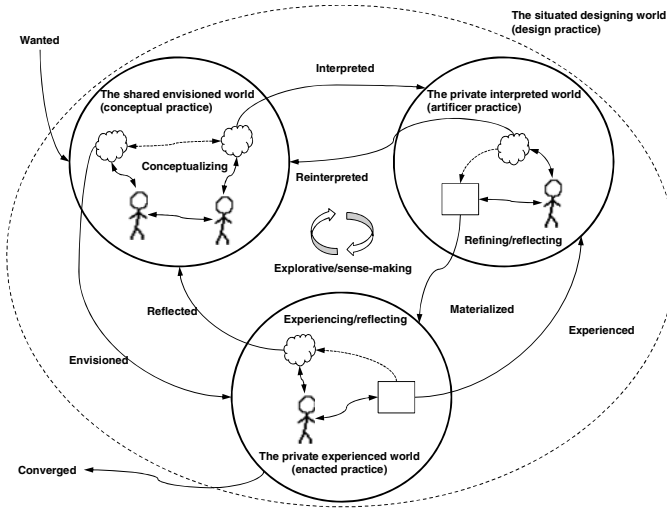 The situated designing world
(design practice)
Wanted
Interpreted
The shared envisioned world
(conceptual practice)
The private interpreted world
(artificer practice)
Conceptualizing
Reinterpreted
Refining/reflecting
Explorative/sense-making
Reflected
Experiencing/reflecting
Materialized
Experienced
Envisioned
The private experienced world
(enacted practice)
Converged